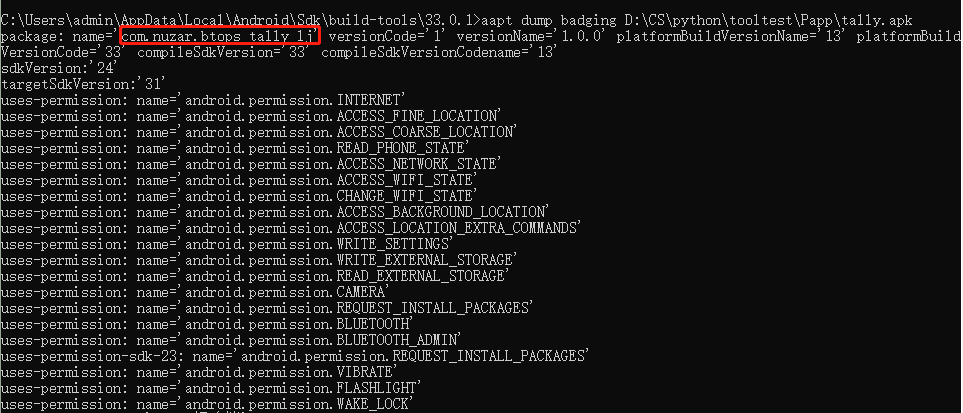 C:\Users\admin\AppData\Local\Android\Sdk\build-tools\33.0.1>aapt dump badging D:\CS\python\tooltest\Papp\tally.apk
package: name='com.nuzar.btops_tally_lj' versionCode='1' versionName='1.0.0' platformBuildVersionName='13' platformBuild
VersionCode='33' compileSdkVersion='33' compileSdkVersionCodename='13'
sdkVersion:'24'
targetSdkVersion:'31'
uses-permission: name='android.permission.INTERNET'
uses-permission: name='android.permission.ACCESS_FINE_LOCATION'
uses-permission: name='android.permission.ACCESS_COARSE_LOCATION'
uses-permission: name='android.permission.READ_PHONE_STATE'
uses-permission: name='android.permission.ACCESS_NETWORK_STATE'
uses-permission: name='android.permission.ACCESS_WIFI_STATE'
uses-permission: name='android.permission.CHANGE_WIFI_STATE'
uses-permission: name='android.permission.ACCESS_BACKGROUND_LOCATION'
uses-permission: name='android.permission.ACCESS_LOCATION_EXTRA_COMMANDS'
uses-permission: name='android.permission.WRITE_SETTINGS'
uses-permission: name='android.permission.WRITE_EXTERNAL_STORAGE'
uses-permission: name='android.permission.READ_EXTERNAL_STORAGE'
uses-permission: name='android.permission.CAMERA'
uses-permission: name='android.permission.REQUEST_INSTALL_PACKAGES'
uses-permission: name='android.permission.BLUETOOTH'
uses-permission: name='android.permission.BLUETOOTH_ADMIN'
uses-permission-sdk-23: name='android.permission.REQUEST_INSTALL_PACKAGES'
uses-permission: name='android.permission.VIBRATE'
uses-permission: name='android.permission.FLASHLIGHT'
uses-permission: name='android.permission.WAKE_LOCK'